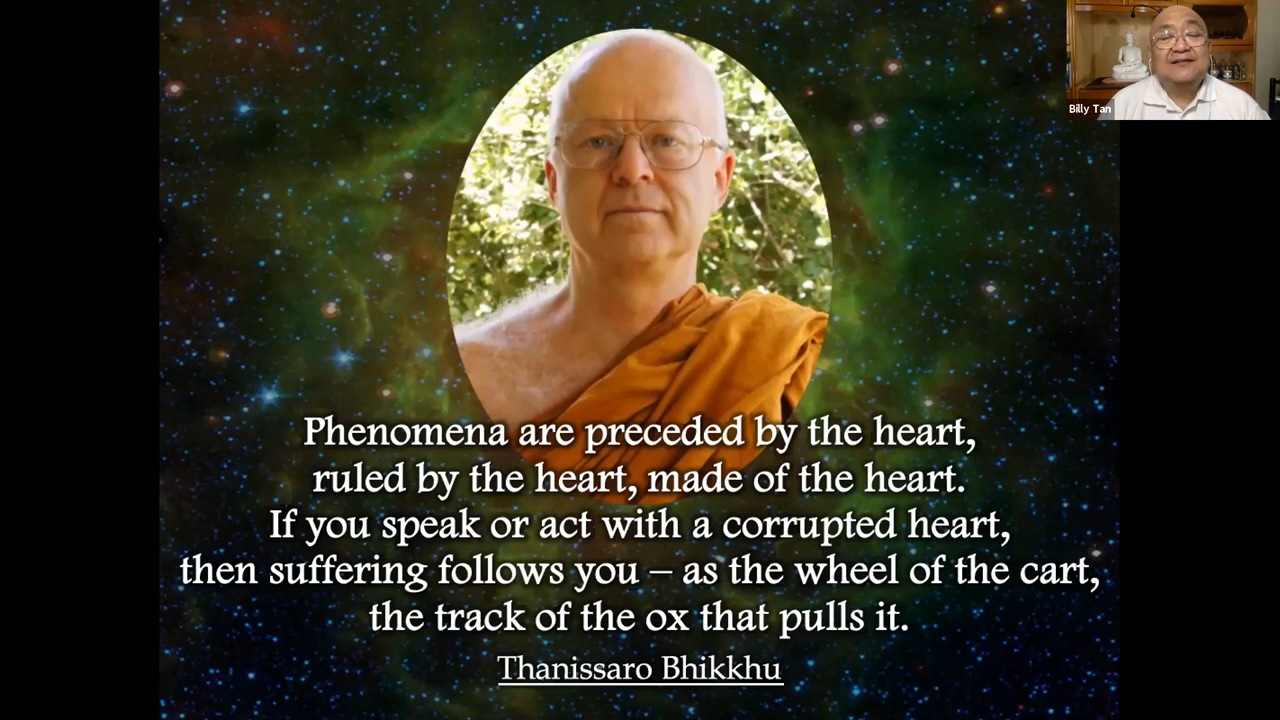 Billy Tan
Phenomena are preceded by the heart,
ruled by the heart, made of the heart.
If you speak or act with a corrupted heart,
then suffering follows you – as the wheel of the cart,
the track of the ox that pulls it.
Thanissaro Bhikkhu